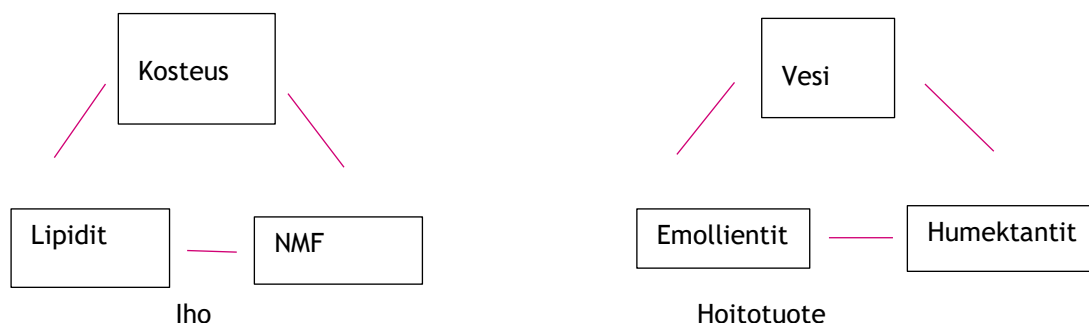 Kosteus
Lipidit
NMF
Iho
Vesi
Emollientit
Humektantit
Hoitotuote